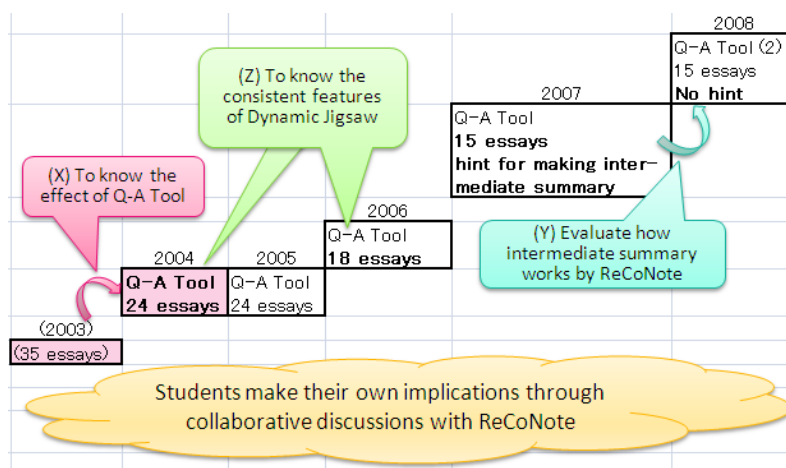 2008
Q-A Tool (2)
15 essays
No hint
(Z) To know the
consistent features
of Dynamic Jigsaw
2007
Q-A Tool
15 essays
hint for making inter-
mediate summary
(X) To know the
effect of Q-A Tool
2006
Q-A Tool
18 essays
(Y) Evaluate how
intermediate summary
works by ReCoNote
2004
Q-A Tool
24 essays
2005
Q-A Tool
24 essays
(2003)
(35 essays)
Students make their own implications through
collaborative discussions with ReCoNote